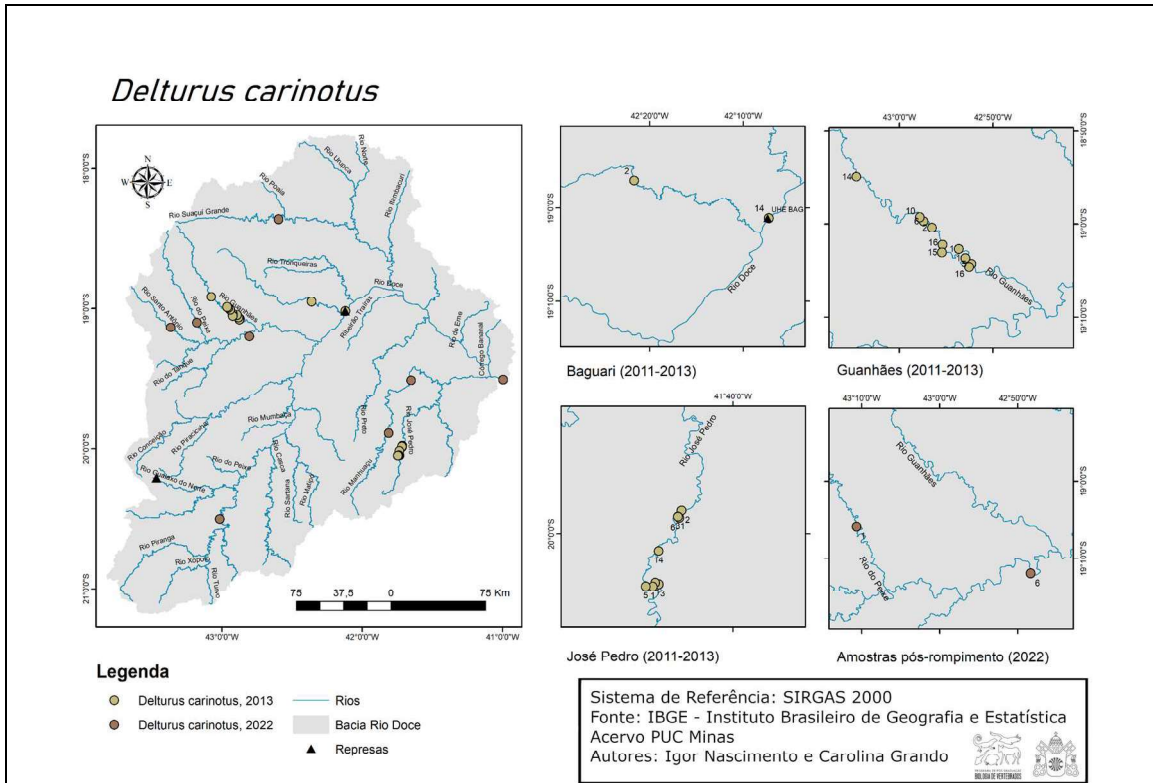 Delturus carinotus
18°0'0"S
19°0'0"S
20°0'0"S
21°0'0"S
43°0'0"W
42°0'0"W
41°0'0"W
N
W
E
S
Rio Norte
Rio Urupca
Rio Itambacuri
Rio Poaia
Rio Suaçui Grande
Rio Tronqueiras
Rio Doce
Ribeirão Traíras
Rio Guanhães
Rio Santo Antônio
Rio do Peixe
Rio do Tanque
Córrego Bananal
Rio José Pedro
Rio Preto
Rio Manhuaçu
Rio Mumbaça
Rio Conceição
Rio Piracicaba
Rio do Peixe
Rio Gualaxo do Norte
Rio Casca
Rio Santana
Rio Matipó
Rio Piranga
Rio Xopotó
Rio Turvo
75
37,5
0
75 Km
42°20'0"W
42°10'0"W
19°0'0"S
19°10'0"S
2
14
UHE BAG
Rio Doce
Baguari (2011-2013)
43°0'0"W
42°50'0"W
18°50'0"S
19°0'0"S
19°10'0"S
14
10
6
2
16
15
1
16
Rio Guanhães
Guanhães (2011-2013)
41°40'0"W
20°0'0"S
Rio José Pedro
2
14
5
1
3
José Pedro (2011-2013)
43°10'0"W
43°0'0"W
42°50'0"W
19°0'0"S
19°10'0"S
Rio Guanhães
Rio do Peixe
1
6
Amostras pós-rompimento (2022)
Legenda
Delturus carinotus, 2013
Delturus carinotus, 2022
Rios
Bacia Rio Doce
Represas
Sistema de Referência: SIRGAS 2000
Fonte: IBGE - Instituto Brasileiro de Geografia e Estatística
Acervo PUC Minas
Autores: Igor Nascimento e Carolina Grando
BIOLOGIA DE VERTEBRADOS